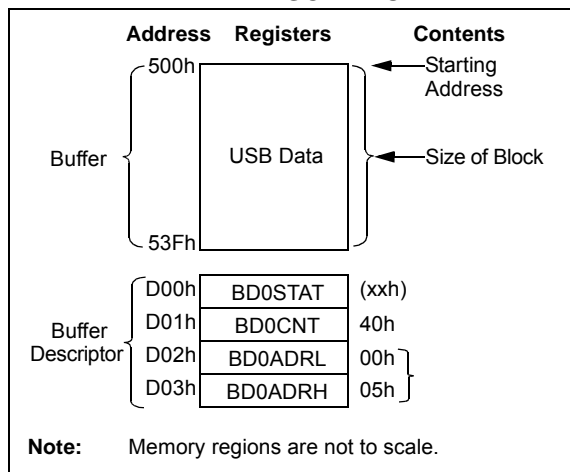 Address Registers Contents
500h
Starting
Address
Buffer
USB Data
Size of Block
53Fh
D00h BD0STAT (xxh)
D01h BD0CNT 40h
Buffer
Descriptor
D02h BD0ADRL 00h
D03h BD0ADRH 05h
Note: Memory regions are not to scale.